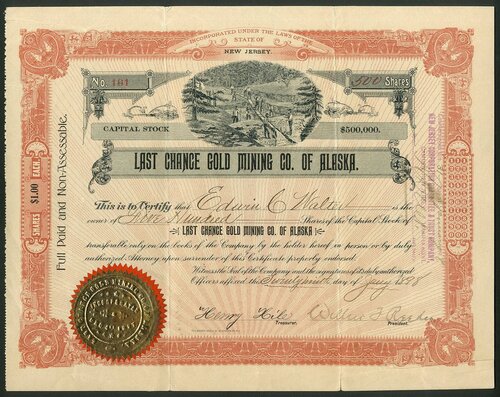 INCORPORATED UNDER THE LAWS OF THE
STATE OF
NEW JERSEY.
No. 161
500 Shares
CAPITAL STOCK
$500,000.
LAST CHANCE GOLD MINING CO. OF ALASKA.
This is to Certify that Edwin C Walter is the
owner of Five Hundred Shares of the Capital Stock of
LAST CHANCE GOLD MINING CO. OF ALASKA
transferable only on the books of the Company by the holder hereof in person or by duly
authorized Attorney upon surrender of this Certificate properly endorsed.
Witness the Seal of the Company and the signatures of its duly authorized
Officers affixed the day of 1898
Henry
Treasurer.
President.
Full Paid and Non-Assessable.
SHARES $1.00 EACH.